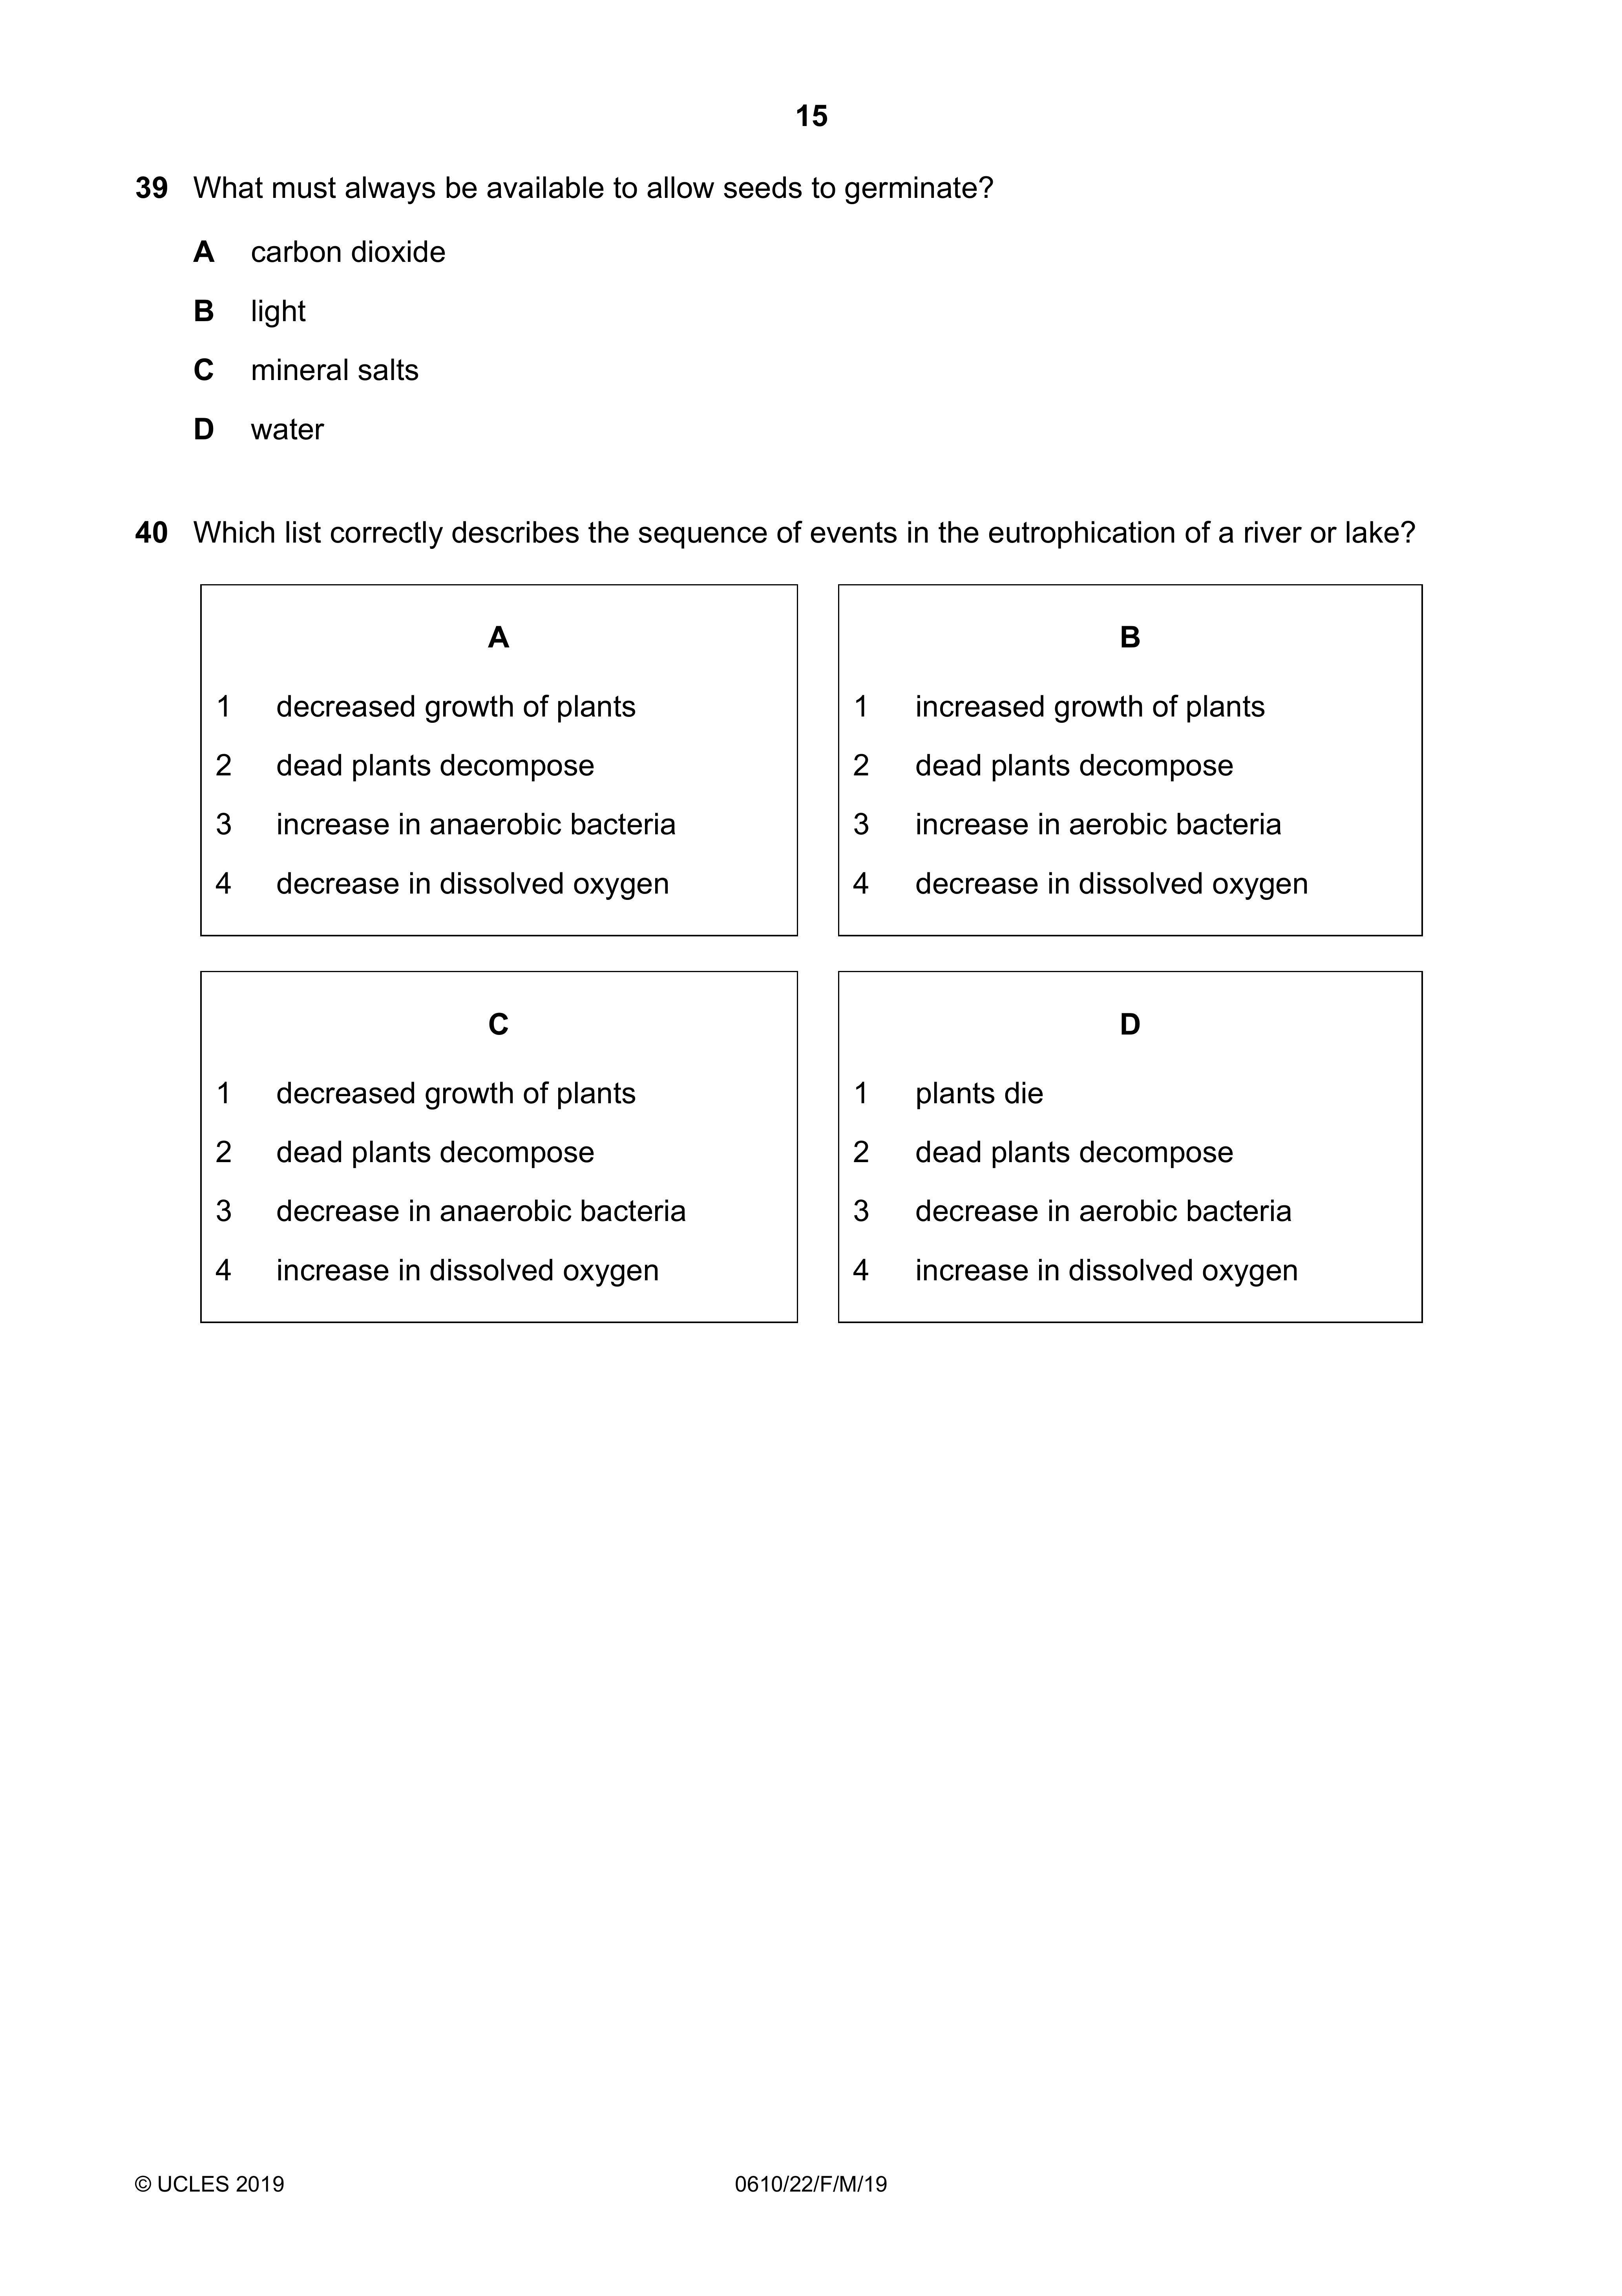 15
39 What must always be available to allow seeds to germinate?
A carbon dioxide
B light
C mineral salts
D water
40 Which list correctly describes the sequence of events in the eutrophication of a river or lake?
A
1 decreased growth of plants
2 dead plants decompose
3 increase in anaerobic bacteria
4 decrease in dissolved oxygen
B
1 increased growth of plants
2 dead plants decompose
3 increase in aerobic bacteria
4 decrease in dissolved oxygen
C
1 decreased growth of plants
2 dead plants decompose
3 decrease in anaerobic bacteria
4 increase in dissolved oxygen
D
1 plants die
2 dead plants decompose
3 decrease in aerobic bacteria
4 increase in dissolved oxygen
© UCLES 2019
0610/22/F/M/19